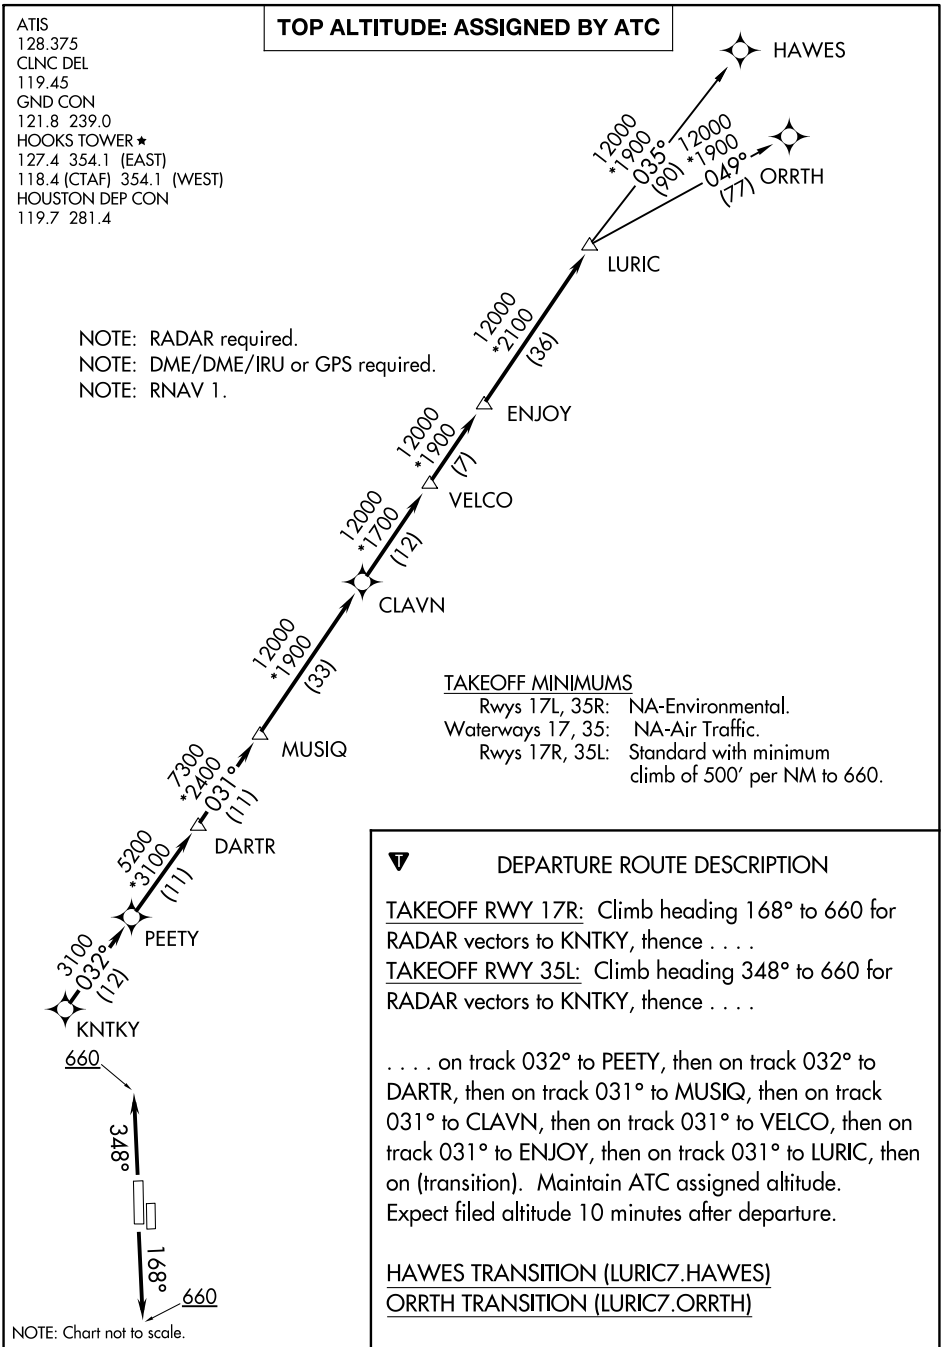 TOP ALTITUDE: ASSIGNED BY ATC
ATIS
128.375
CLNC DEL
119.45
GND CON
121.8 239.0
HOOKS TOWER ★
127.4 354.1 (EAST)
118.4 (CTAF) 354.1 (WEST)
HOUSTON DEP CON
119.7 281.4
HAWES
12000
*1900
035°
(90)
12000
*1900
049°
(77)
ORRTH
LURIC
NOTE: RADAR required.
NOTE: DME/DME/IRU or GPS required.
NOTE: RNAV 1.
12000
*2100
(36)
ENJOY
12000
*1900
(7)
VELCO
12000
*1700
(12)
CLAVN
12000
*1900
(33)
MUSIQ
TAKEOFF MINIMUMS
Rwys 17L, 35R: NA-Environmental.
Waterways 17, 35: NA-Air Traffic.
Rwys 17R, 35L: Standard with minimum
climb of 500' per NM to 660.
7300
*2400
031°
(11)
DARTR
5200
*3100
(11)
PEETY
3100
032°
(12)
KNTKY
660
348°
168°
660
NOTE: Chart not to scale.
T
DEPARTURE ROUTE DESCRIPTION
TAKEOFF RWY 17R: Climb heading 168° to 660 for
RADAR vectors to KNTKY, thence . . . .
TAKEOFF RWY 35L: Climb heading 348° to 660 for
RADAR vectors to KNTKY, thence . . . .
. . . . on track 032° to PEETY, then on track 032° to
DARTR, then on track 031° to MUSIQ, then on track
031° to CLAVN, then on track 031° to VELCO, then on
track 031° to ENJOY, then on track 031° to LURIC, then
on (transition). Maintain ATC assigned altitude.
Expect filed altitude 10 minutes after departure.
HAWES TRANSITION (LURIC7.HAWES)
ORRTH TRANSITION (LURIC7.ORRTH)